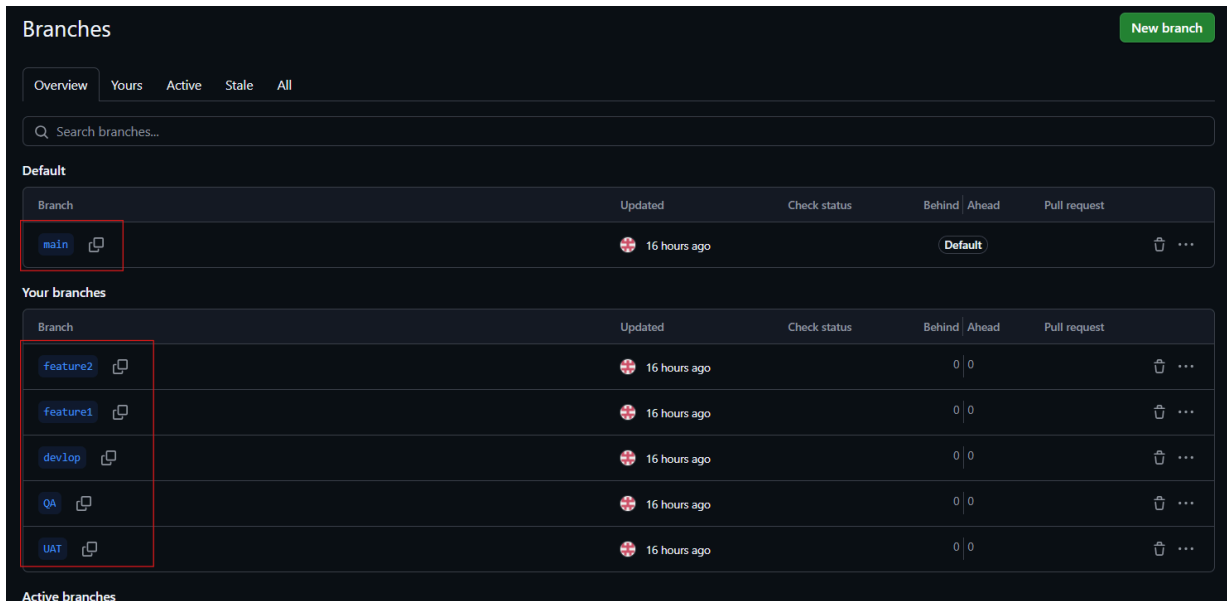 Branches
New branch
Overview Yours Active Stale All
Search branches...
Default
Branch Updated Check status Behind Ahead Pull request
main 16 hours ago Default
Your branches
Branch Updated Check status Behind Ahead Pull request
feature2 16 hours ago 0 0
feature1 16 hours ago 0 0
devlop 16 hours ago 0 0
QA 16 hours ago 0 0
UAT 16 hours ago 0 0
Active branches